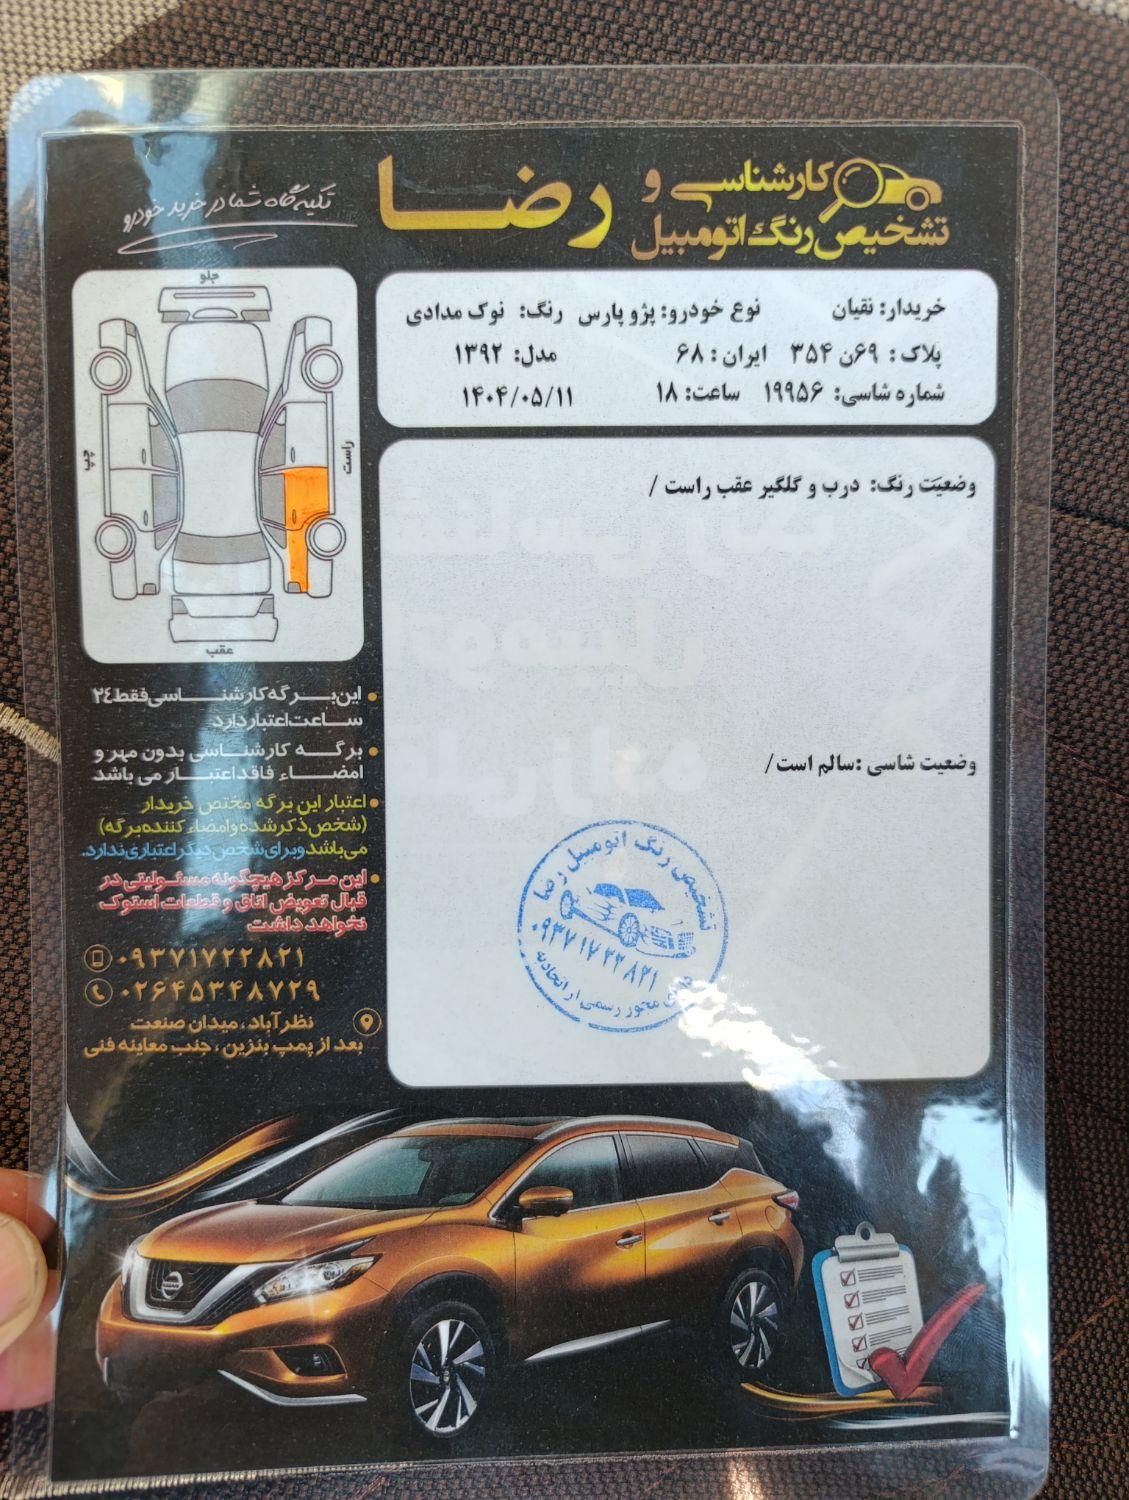 کارشناسی و
تشخیص رنگ اتومبیل
رضا
تکیه گاه شما در خرید خودرو
جلو
چپ
راست
عقب
خریدار: نقیان نوع خودرو: پژو پارس رنگ: نوک مدادی
پلاک : ۶۹ن ۳۵۴ ایران : ۶۸ مدل: ۱۳۹۲
شماره شاسی: ۱۹۹۵۶ ساعت: ۱۸ ۱۴۰۴/۰۵/۱۱
وضعیَت رنگ: درب و گلگیر عقب راست /
وضعیت شاسی :سالم است/
تشخیص رنگ اتومبیل رضا
۰۹۳۷۱۷۲۲۸۲۱
مجوز رسمی از اتحادیه
این برگه کارشناسی فقط ۲۴
ساعت اعتبار دارد
برگه کارشناسی بدون مهر و
امضاء فاقد اعتبار می باشد
اعتبار این برگه مختص خریدار
(شخص ذکر شده و امضاء کننده برگه)
می باشد و برای شخص دیگر اعتباری ندارد.
این مرکز هیچگونه مسئولیتی در
قبال تعویض اتاق و قطعات استوک
نخواهد داشت
۰۹۳۷۱۷۲۲۸۲۱
۰۲۶۴۵۳۴۸۷۲۹
نظرآباد ، میدان صنعت
بعد از پمپ بنزین ، جنب معاینه فنی